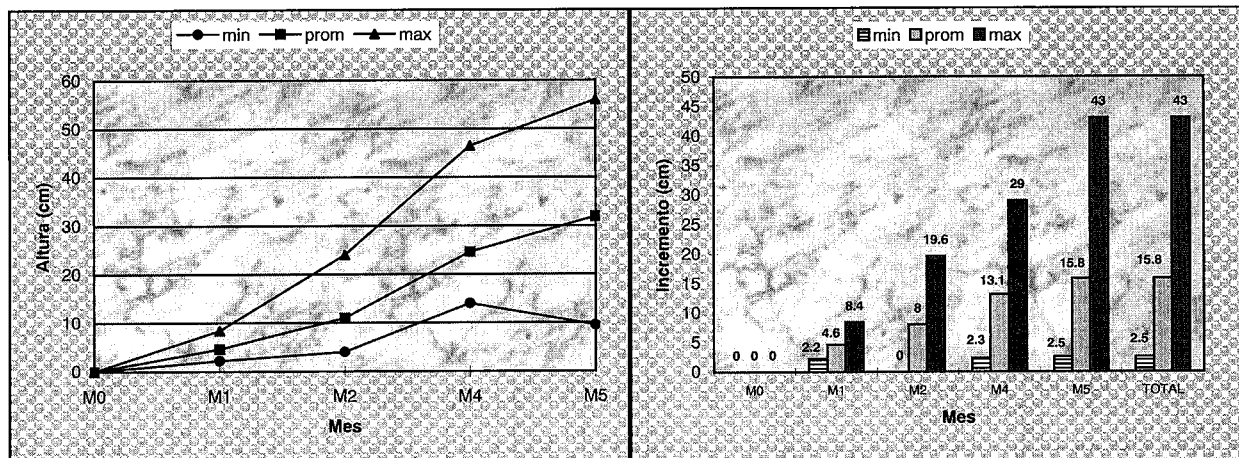 min prom max
60
50
40
30
20
10
0
Altura (cm)
M0 M1 M2 M4 M5
Mes
min prom max
50
45
40
35
30
25
20
15
10
5
0
Incremento (cm)
0 0 0
2.2 4.6 8.4
0 8 19.6
2.3 13.1 29
2.5 15.8 43
2.5 15.8 43
M0 M1 M2 M4 M5 TOTAL
Mes